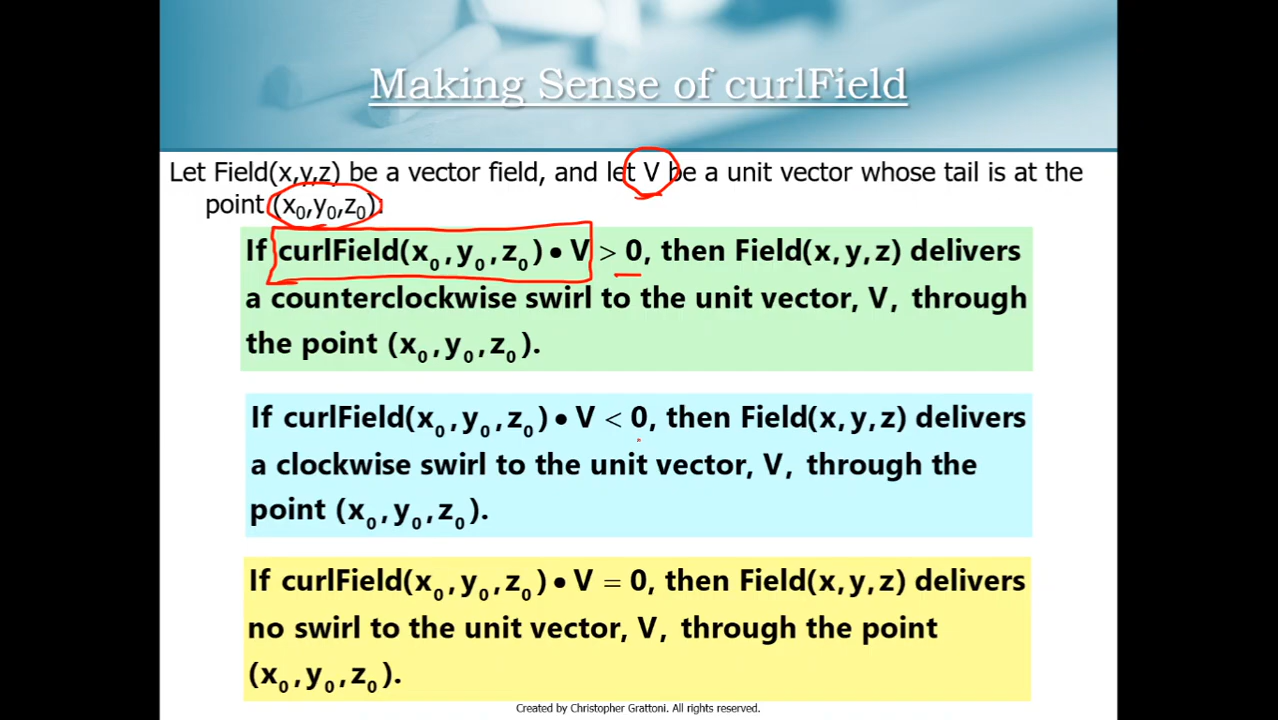 Making Sense of curlField
Let Field(x,y,z) be a vector field, and let V be a unit vector whose tail is at the
point (x₀,y₀,z₀):
If curlField(x₀,y₀,z₀)•V > 0, then Field(x,y,z) delivers
a counterclockwise swirl to the unit vector, V, through
the point (x₀,y₀,z₀).
If curlField(x₀,y₀,z₀)•V < 0, then Field(x,y,z) delivers
a clockwise swirl to the unit vector, V, through the
point (x₀,y₀,z₀).
If curlField(x₀,y₀,z₀)•V = 0, then Field(x,y,z) delivers
no swirl to the unit vector, V, through the point
(x₀,y₀,z₀).
Created by Christopher Grattoni. All rights reserved.